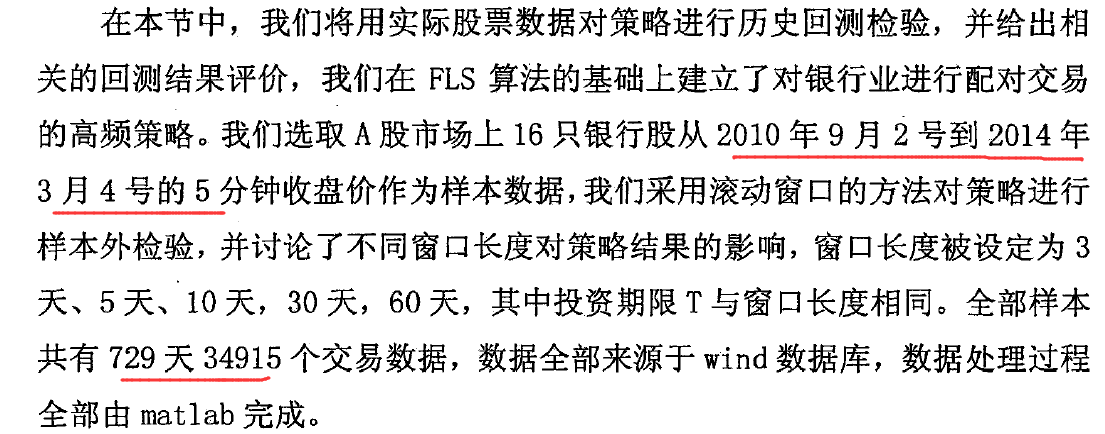 在本节中，我们将用实际股票数据对策略进行历史回测检验，并给出相
关的回测结果评价，我们在 FLS 算法的基础上建立了对银行业进行配对交易
的高频策略。我们选取 A 股市场上 16 只银行股从 2010 年 9 月 2 号到 2014 年
3 月 4 号的 5 分钟收盘价作为样本数据，我们采用滚动窗口的方法对策略进行
样本外检验，并讨论了不同窗口长度对策略结果的影响，窗口长度被设定为 3
天、5 天、10 天，30 天，60 天，其中投资期限 T 与窗口长度相同。全部样本
共有 729 天 34915 个交易数据，数据全部来源于 wind 数据库，数据处理过程
全部由 matlab 完成。